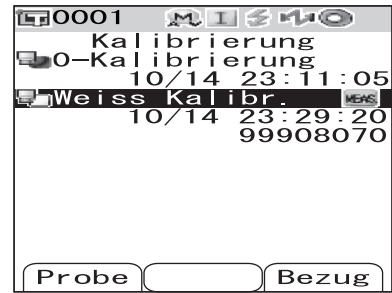 0001 M I
Kalibrierung
0-Kalibrierung
10/14 23:11:05
Weiss Kalibr. MEAS.
10/14 23:29:20
99908070
Probe Bezug